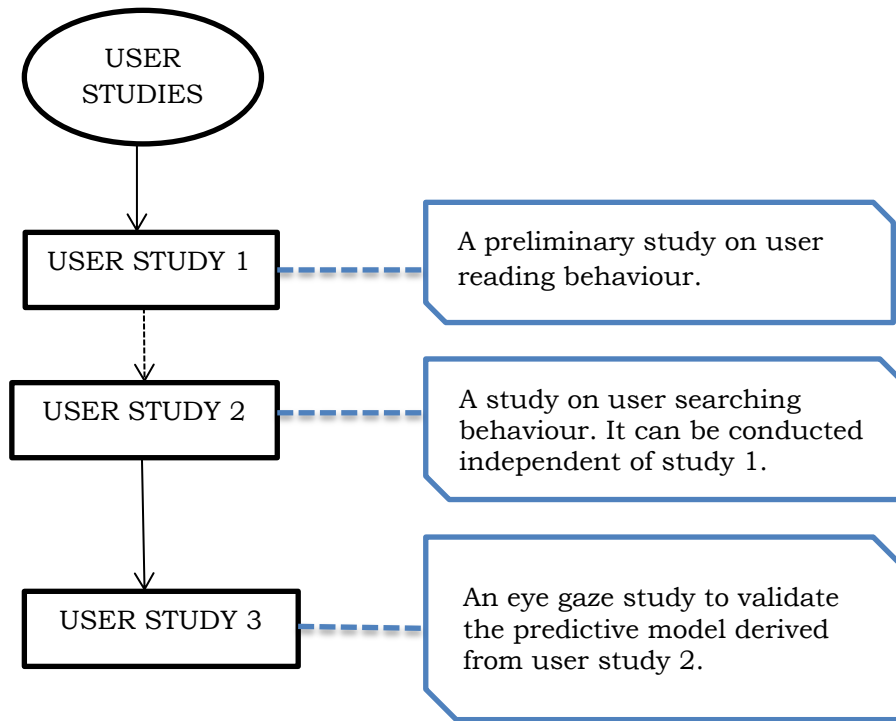 USER
STUDIES
USER STUDY 1
A preliminary study on user
reading behaviour.
USER STUDY 2
A study on user searching
behaviour. It can be conducted
independent of study 1.
USER STUDY 3
An eye gaze study to validate
the predictive model derived
from user study 2.